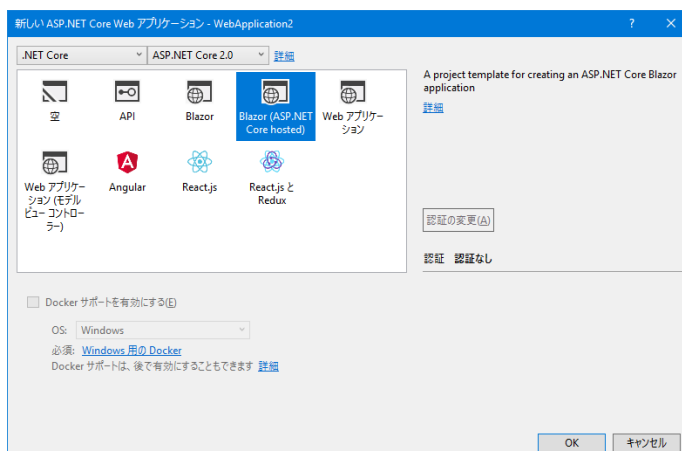 新しい ASP.NET Core Web アプリケーション - WebApplication2
.NET Core
ASP.NET Core 2.0
詳細
空
API
Blazor
Blazor (ASP.NET
Core hosted)
Web アプリケー
ション
Web アプリケー
ション (モデル
ビュー コントロー
ラー)
Angular
React.js
React.js と
Redux
A project template for creating an ASP.NET Core Blazor
application
詳細
認証の変更(A)
認証 認証なし
Docker サポートを有効にする(E)
OS: Windows
必須: Windows 用の Docker
Docker サポートは、後で有効にすることもできます 詳細
OK
キャンセル